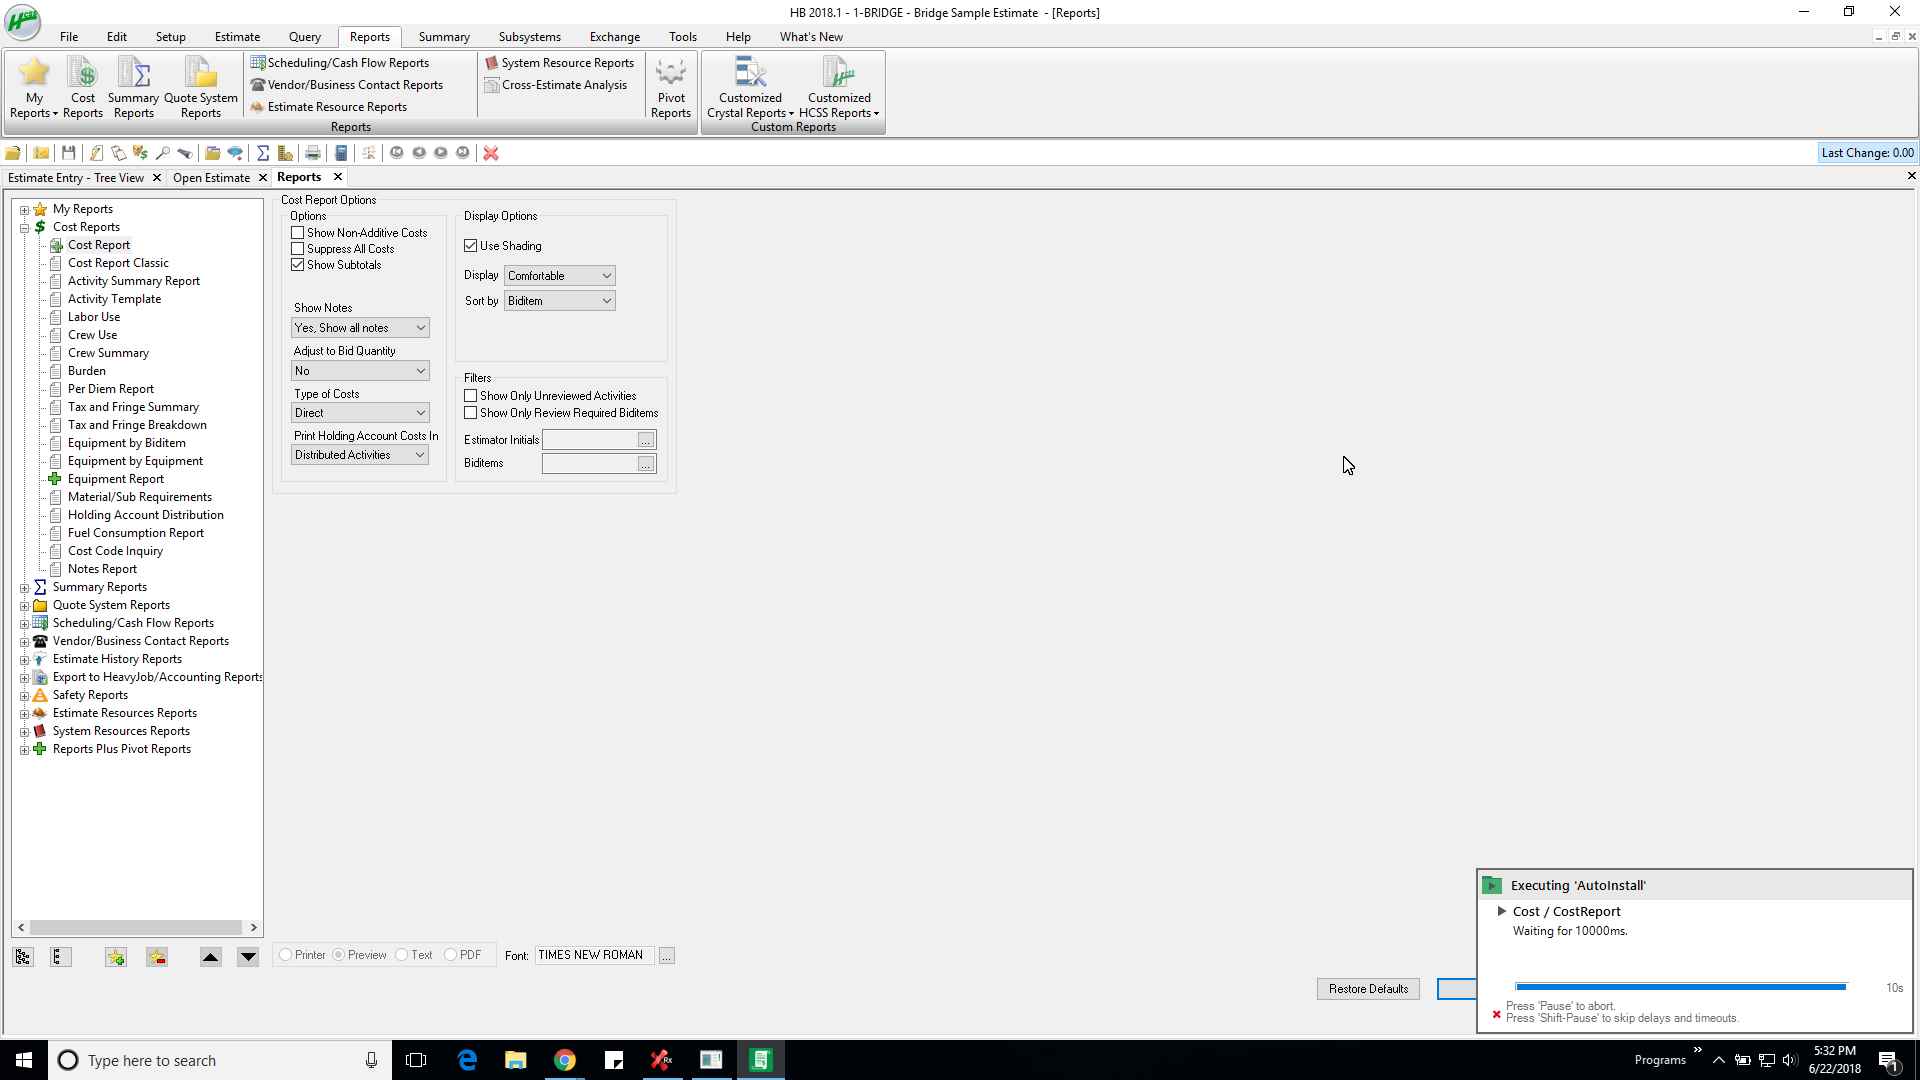 HB 2018.1 - 1-BRIDGE - Bridge Sample Estimate - [Reports]
HCSS
File Edit Setup Estimate Query Reports Summary Subsystems Exchange Tools Help What's New
My Reports
Cost Reports
Summary Reports
Quote System Reports
Scheduling/Cash Flow Reports
Vendor/Business Contact Reports
Estimate Resource Reports
System Resource Reports
Cross-Estimate Analysis
Pivot Reports
Reports
Customized Crystal Reports
Customized HCSS Reports
Custom Reports
Last Change: 0.00
Estimate Entry - Tree View Open Estimate Reports
My Reports
Cost Reports
Cost Report
Cost Report Classic
Activity Summary Report
Activity Template
Labor Use
Crew Use
Crew Summary
Burden
Per Diem Report
Tax and Fringe Summary
Tax and Fringe Breakdown
Equipment by Biditem
Equipment by Equipment
Equipment Report
Material/Sub Requirements
Holding Account Distribution
Fuel Consumption Report
Cost Code Inquiry
Notes Report
Summary Reports
Quote System Reports
Scheduling/Cash Flow Reports
Vendor/Business Contact Reports
Estimate History Reports
Export to HeavyJob/Accounting Reports
Safety Reports
Estimate Resources Reports
System Resources Reports
Reports Plus Pivot Reports
Cost Report Options
Options
Show Non-Additive Costs
Suppress All Costs
Show Subtotals
Show Notes
Yes, Show all notes
Adjust to Bid Quantity
No
Type of Costs
Direct
Print Holding Account Costs In
Distributed Activities
Display Options
Use Shading
Display Comfortable
Sort by Biditem
Filters
Show Only Unreviewed Activities
Show Only Review Required Biditems
Estimator Initials ...
Biditems ...
Printer Preview Text PDF Font: TIMES NEW ROMAN ...
Restore Defaults
Executing 'AutoInstall'
Cost / CostReport
Waiting for 10000ms.
10s
Press 'Pause' to abort.
Press 'Shift-Pause' to skip delays and timeouts.
Type here to search
Programs
5:32 PM
6/22/2018
1